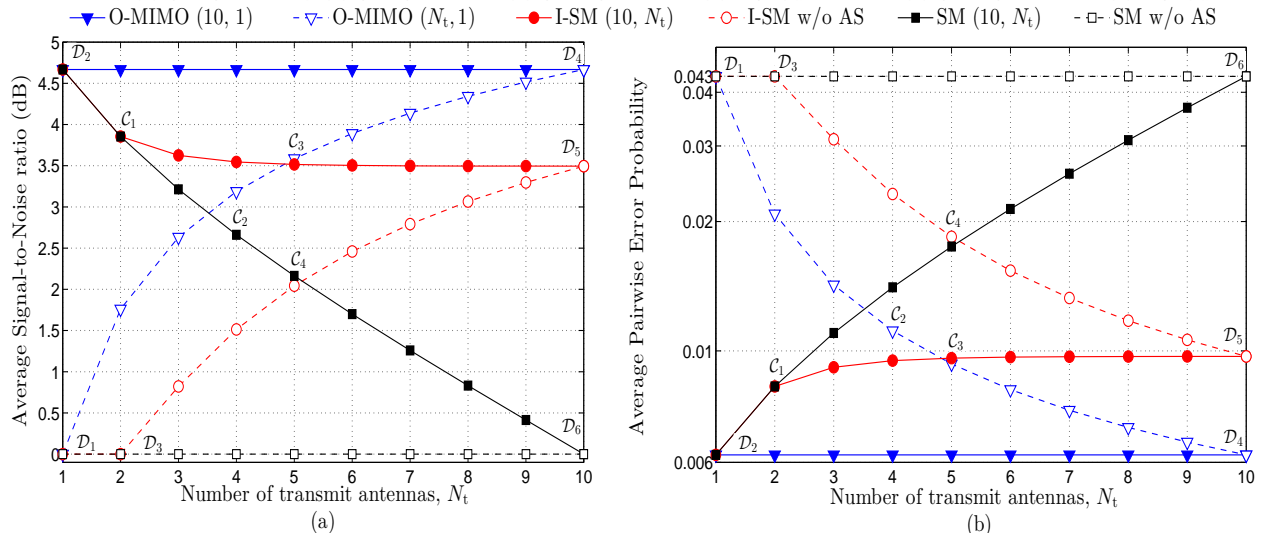 O-MIMO (10, 1) O-MIMO (Nt, 1) I-SM (10, Nt) I-SM w/o AS SM (10, Nt) SM w/o AS
Average Signal-to-Noise ratio (dB)
5
4.5
4
3.5
3
2.5
2
1.5
1
0.5
0
D2
C1
C2
C3
C4
D1
D3
D4
D5
D6
1 2 3 4 5 6 7 8 9 10
Number of transmit antennas, Nt
(a)
Average Pairwise Error Probability
0.043
0.04
0.03
0.02
0.01
0.006
D1
D3
D6
C4
C2
C3
C1
D5
D2
D4
1 2 3 4 5 6 7 8 9 10
Number of transmit antennas, Nt
(b)